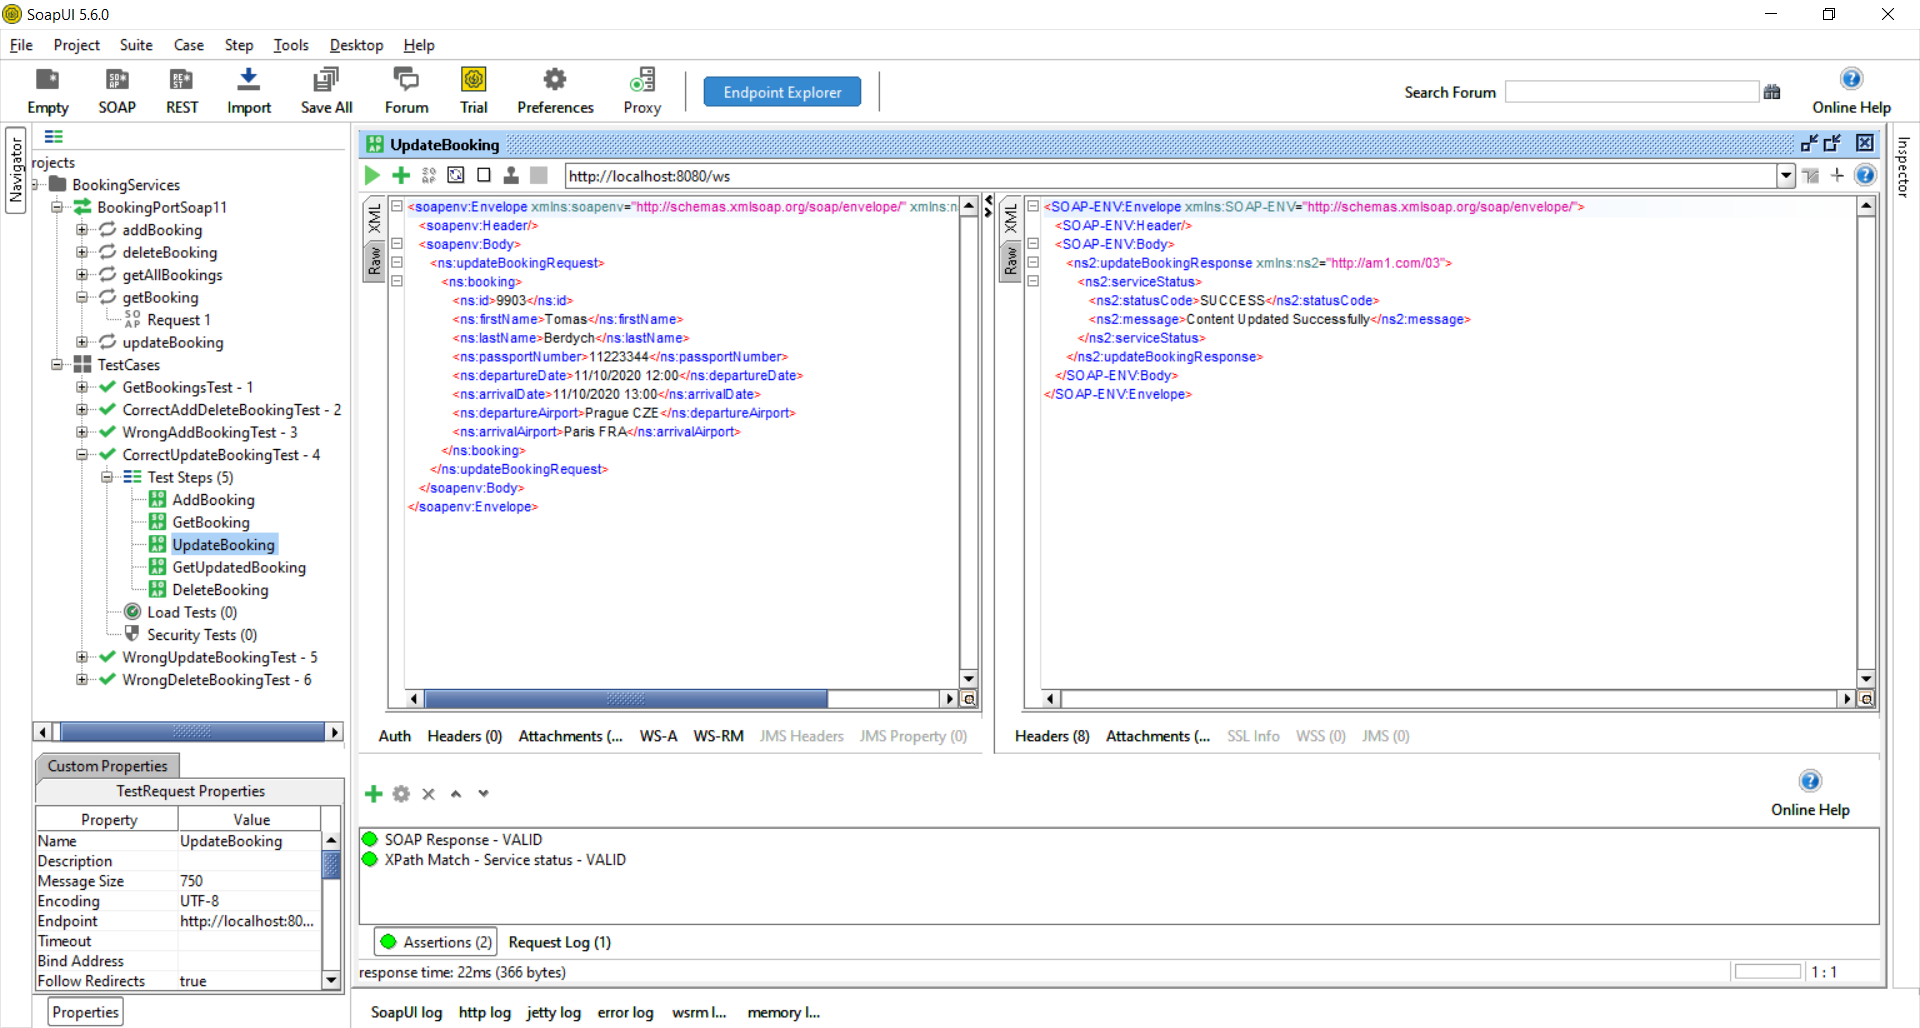 SoapUI 5.6.0
File Project Suite Case Step Tools Desktop Help
Empty SOAP REST Import Save All Forum Trial Preferences Proxy Endpoint Explorer Search Forum Online Help
Navigator
rojects
BookingServices
BookingPortSoap11
addBooking
deleteBooking
getAllBookings
getBooking
Request 1
updateBooking
TestCases
GetBookingsTest - 1
CorrectAddDeleteBookingTest - 2
WrongAddBookingTest - 3
CorrectUpdateBookingTest - 4
Test Steps (5)
AddBooking
GetBooking
UpdateBooking
GetUpdatedBooking
DeleteBooking
Load Tests (0)
Security Tests (0)
WrongUpdateBookingTest - 5
WrongDeleteBookingTest - 6
Custom Properties
TestRequest Properties
Property Value
Name UpdateBooking
Description
Message Size 750
Encoding UTF-8
Endpoint http://localhost:80...
Timeout
Bind Address
Follow Redirects true
Properties
UpdateBooking
http://localhost:8080/ws
XML
Raw
<soapenv:Envelope xmlns:soapenv="http://schemas.xmlsoap.org/soap/envelope/" xmlns:n
<soapenv:Header/>
<soapenv:Body>
<ns:updateBookingRequest>
<ns:booking>
<ns:id>9903</ns:id>
<ns:firstName>Tomas</ns:firstName>
<ns:lastName>Berdych</ns:lastName>
<ns:passportNumber>11223344</ns:passportNumber>
<ns:departureDate>11/10/2020 12:00</ns:departureDate>
<ns:arrivalDate>11/10/2020 13:00</ns:arrivalDate>
<ns:departureAirport>Prague CZE</ns:departureAirport>
<ns:arrivalAirport>Paris FRA</ns:arrivalAirport>
</ns:booking>
</ns:updateBookingRequest>
</soapenv:Body>
</soapenv:Envelope>
Auth Headers (0) Attachments (... WS-A WS-RM JMS Headers JMS Property (0)
XML
Raw
<SOAP-ENV:Envelope xmlns:SOAP-ENV="http://schemas.xmlsoap.org/soap/envelope/">
<SOAP-ENV:Header/>
<SOAP-ENV:Body>
<ns2:updateBookingResponse xmlns:ns2="http://am1.com/03">
<ns2:serviceStatus>
<ns2:statusCode>SUCCESS</ns2:statusCode>
<ns2:message>Content Updated Successfully</ns2:message>
</ns2:serviceStatus>
</ns2:updateBookingResponse>
</SOAP-ENV:Body>
</SOAP-ENV:Envelope>
Headers (8) Attachments (... SSL Info WSS (0) JMS (0)
Online Help
SOAP Response - VALID
XPath Match - Service status - VALID
Assertions (2) Request Log (1)
response time: 22ms (366 bytes)
1 : 1
SoapUI log http log jetty log error log wsrm l... memory l...
Inspector